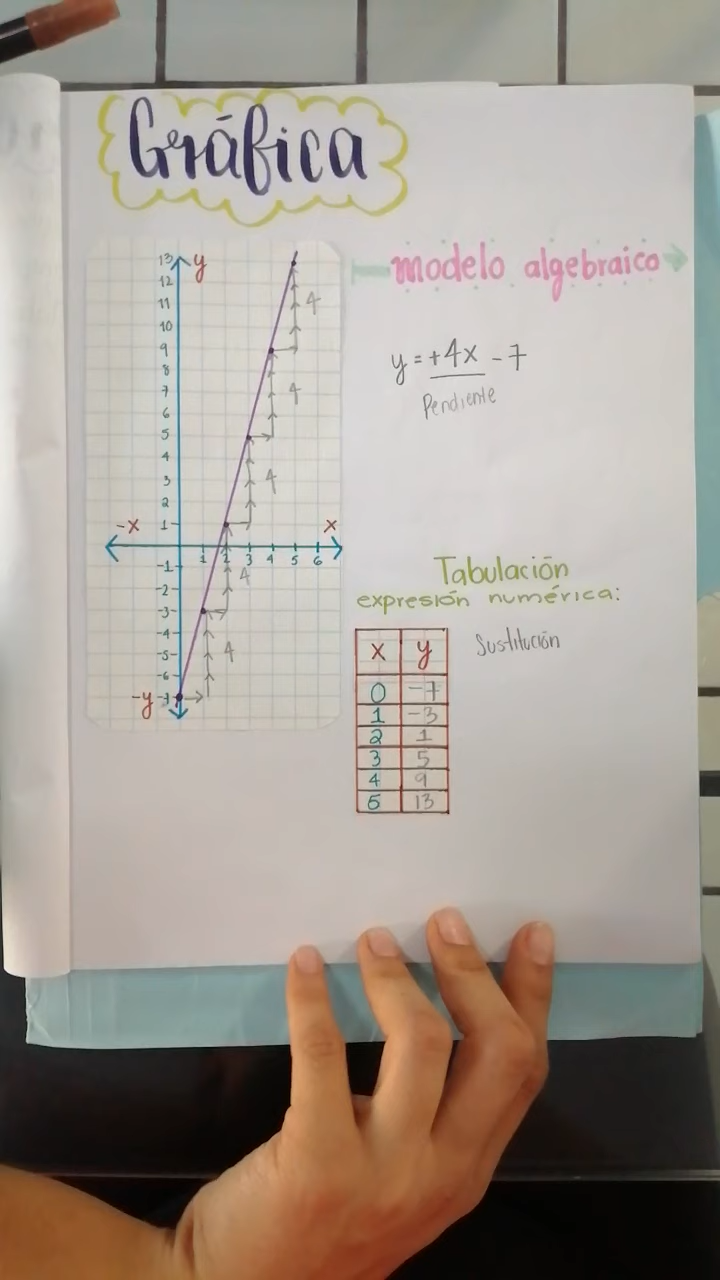 Gráfica
modelo algebraico
y = +4x - 7
Pendiente
13 y
12
11
10
9
8
7
6
5
4
3
2
1
-x x
1 2 3 4 5 6
-1
-2
-3
-4
-5
-6
-y -7
4
4
4
4
4
Tabulación
expresión numérica:
Sustitución
x y
0 -7
1 -3
2 1
3 5
4 9
5 13